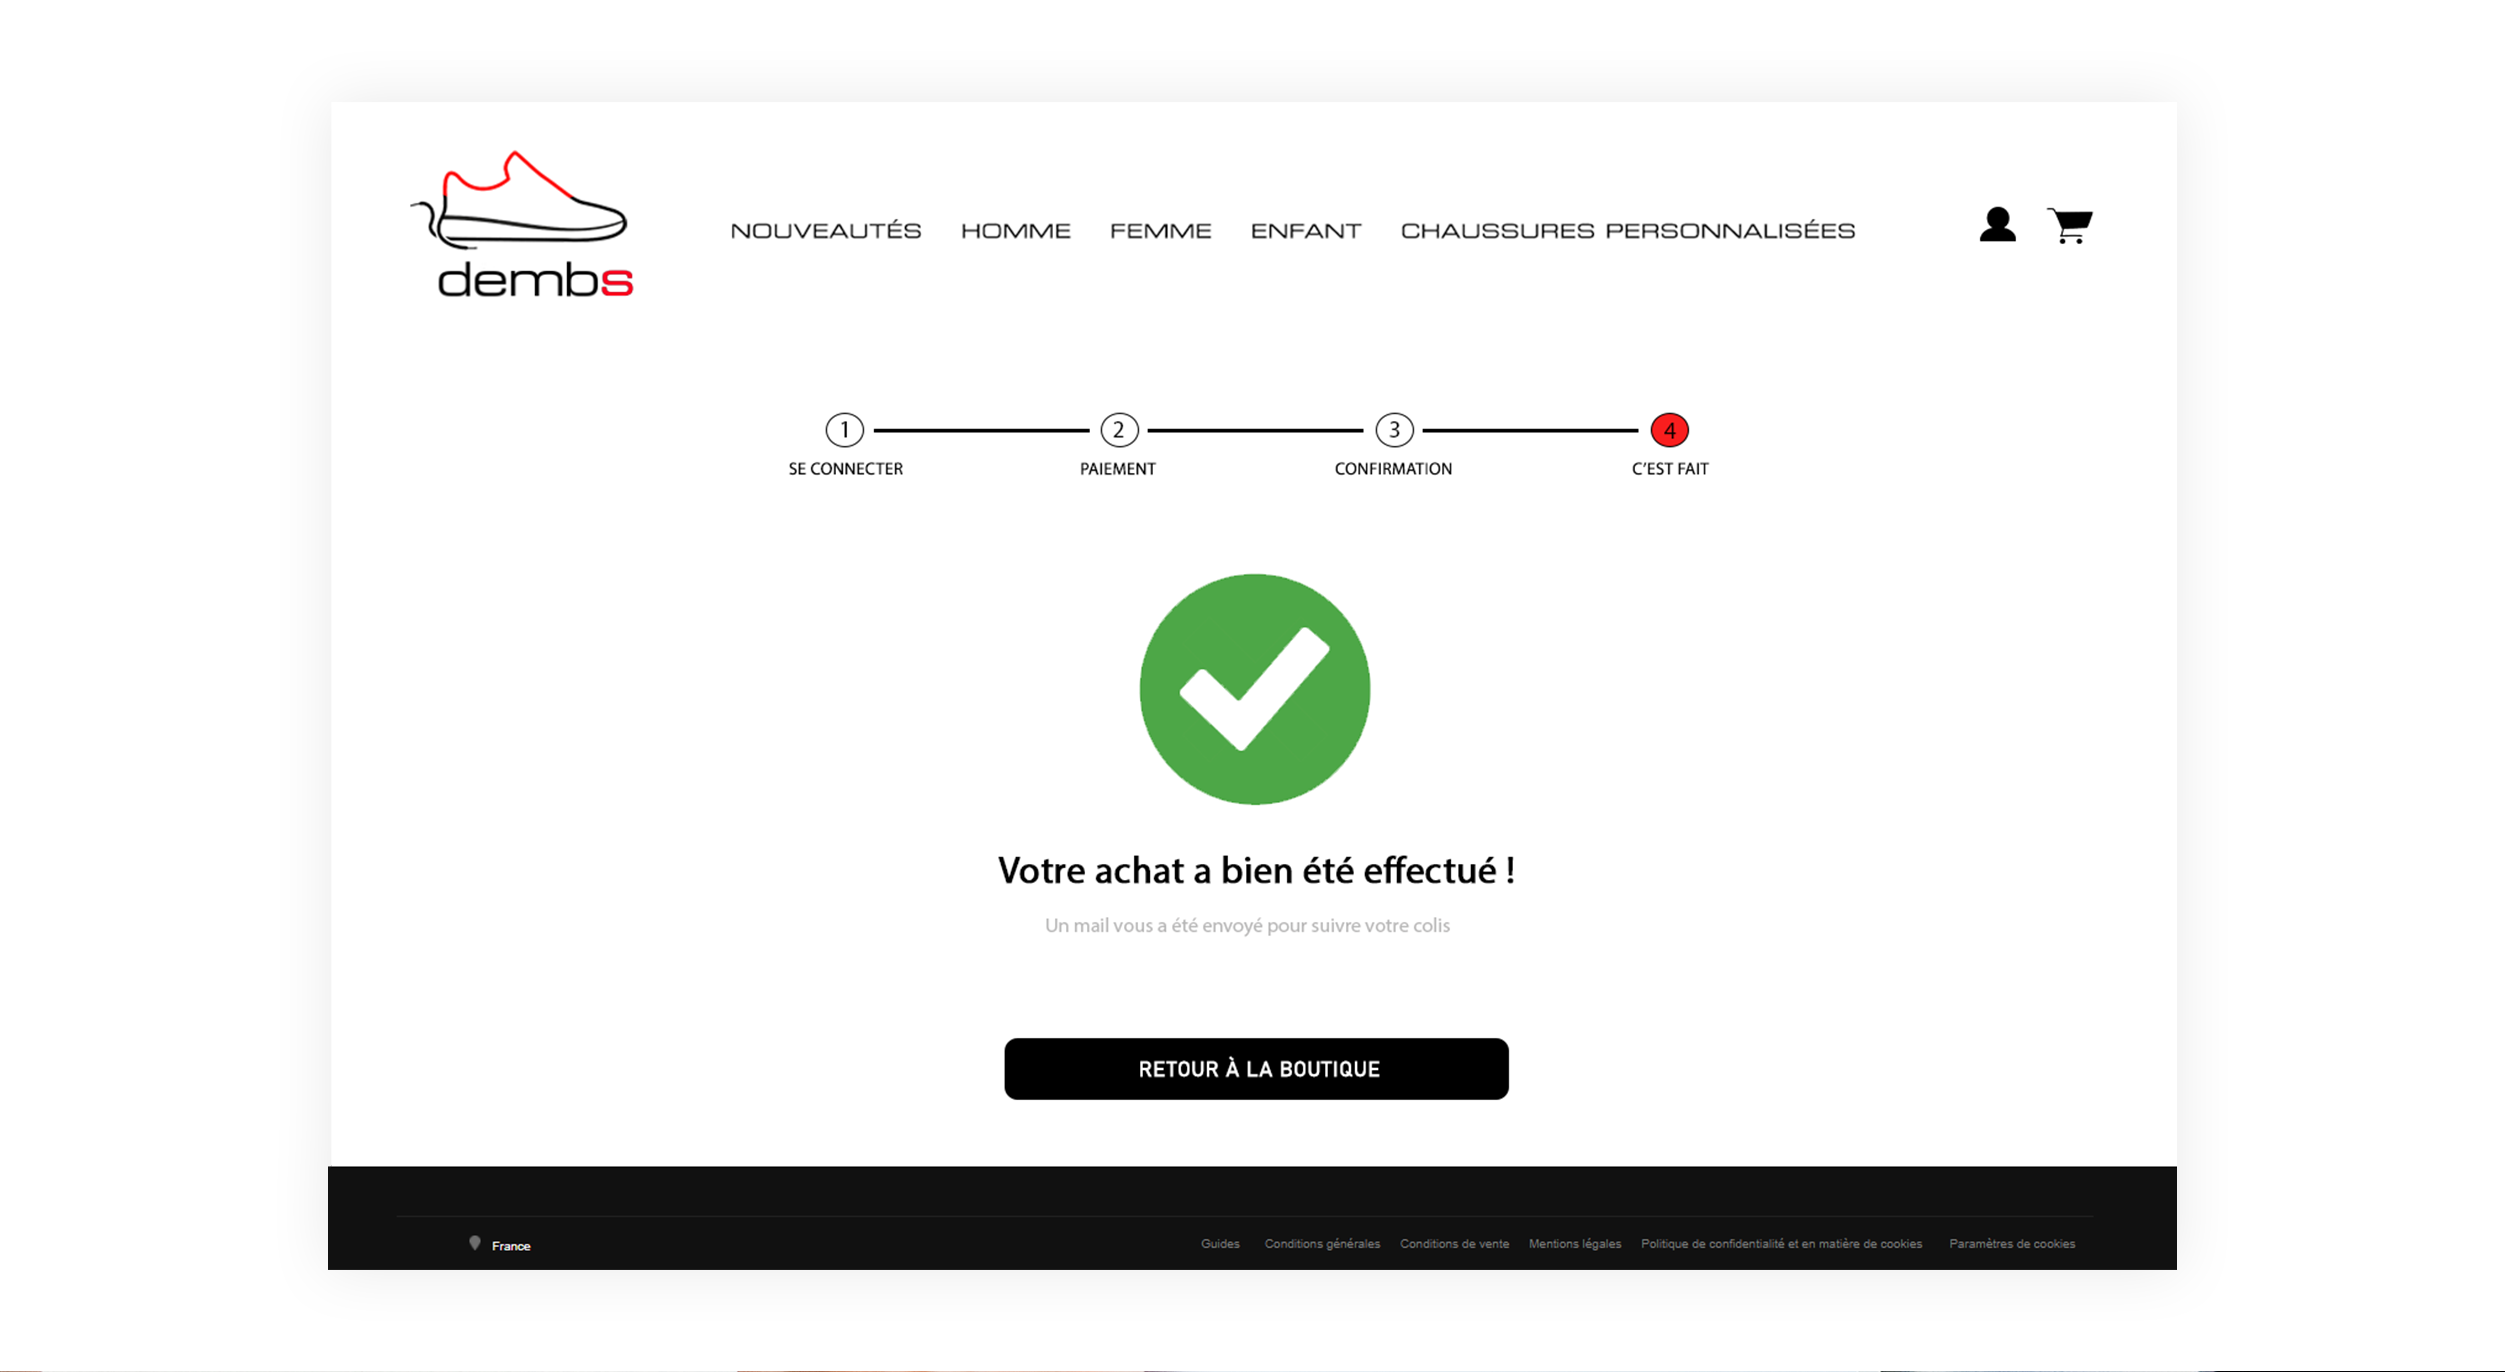 dembs
NOUVEAUTÉS HOMME FEMME ENFANT CHAUSSURES PERSONNALISÉES
1 2 3 4
SE CONNECTER PAIEMENT CONFIRMATION C'EST FAIT
Votre achat a bien été effectué !
Un mail vous a été envoyé pour suivre votre colis
RETOUR À LA BOUTIQUE
France Guides Conditions générales Conditions de vente Mentions légales Politique de confidentialité et en matière de cookies Paramètres de cookies